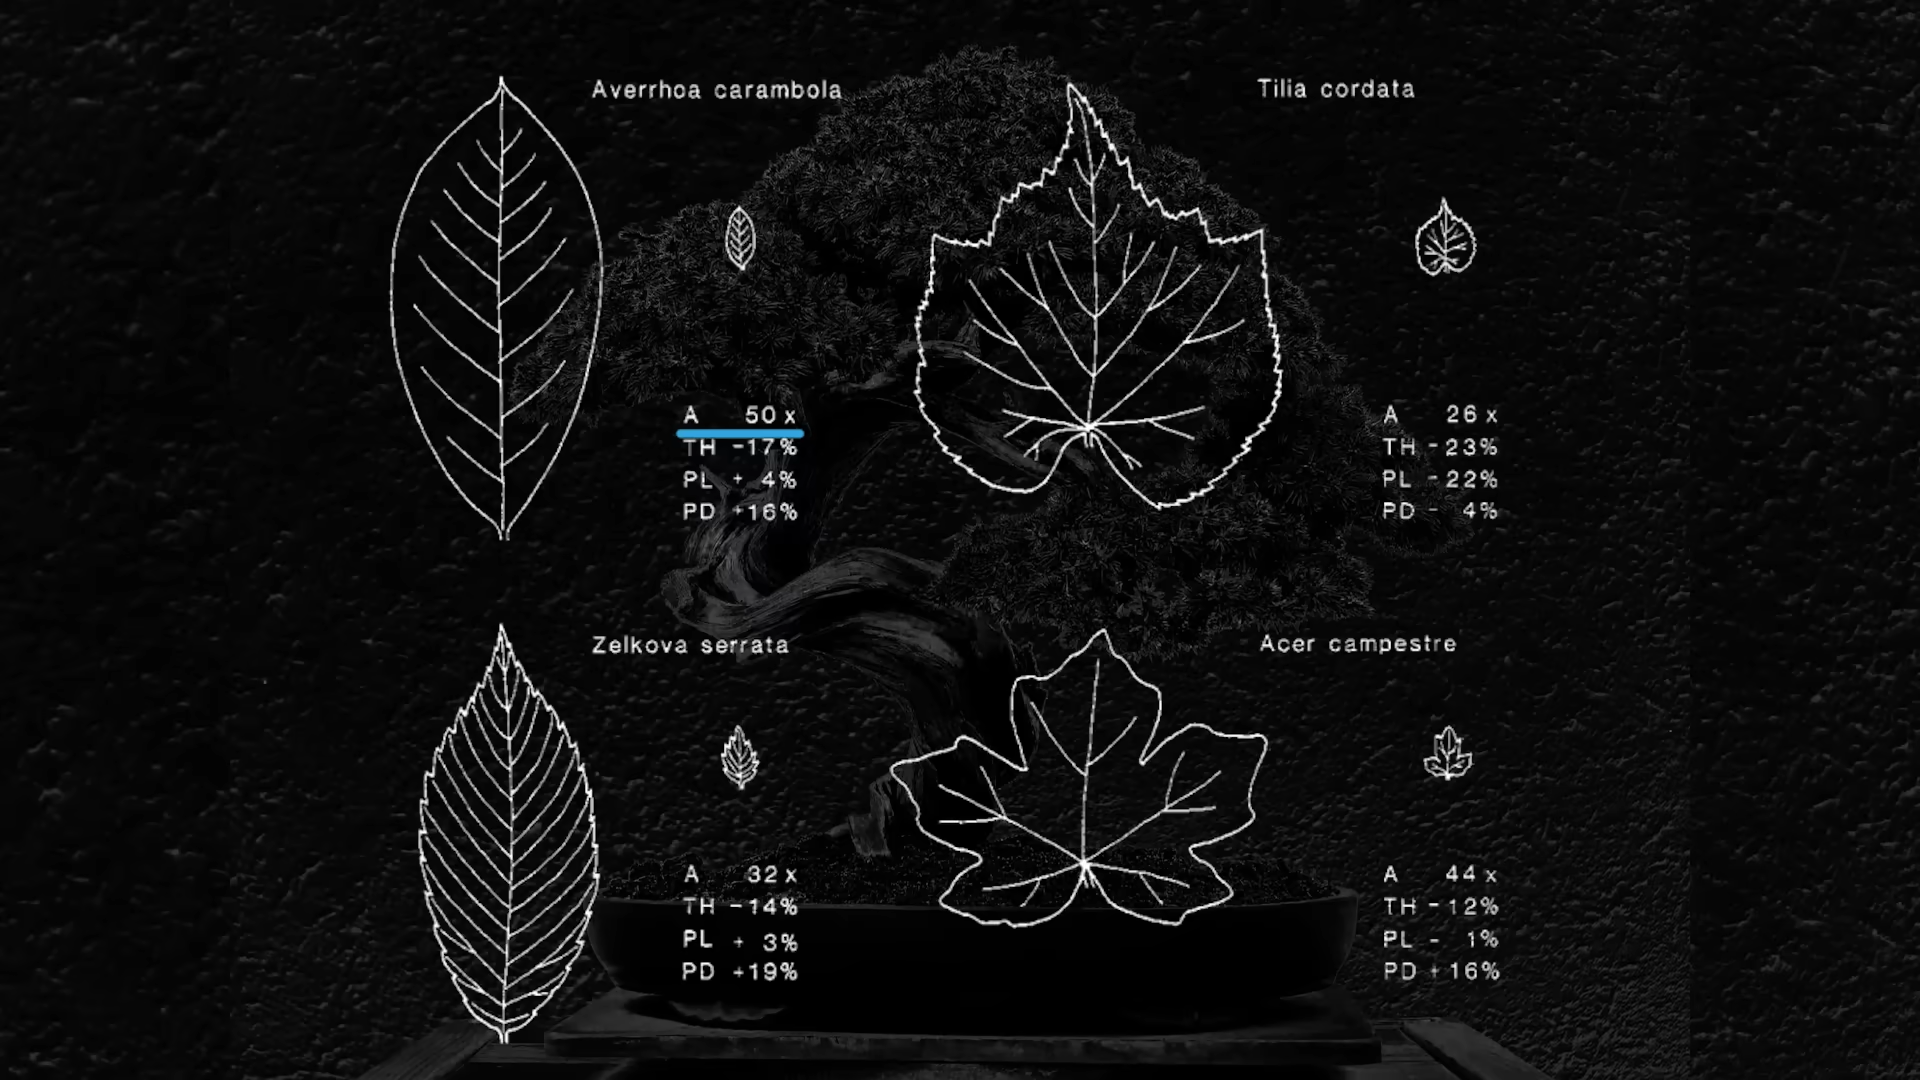 Averrhoa carambola
A 50 x
TH -17%
PL + 4%
PD +16%
Tilia cordata
A 26 x
TH -23%
PL -22%
PD - 4%
Zelkova serrata
A 32 x
TH -14%
PL + 3%
PD +19%
Acer campestre
A 44 x
TH -12%
PL - 1%
PD +16%